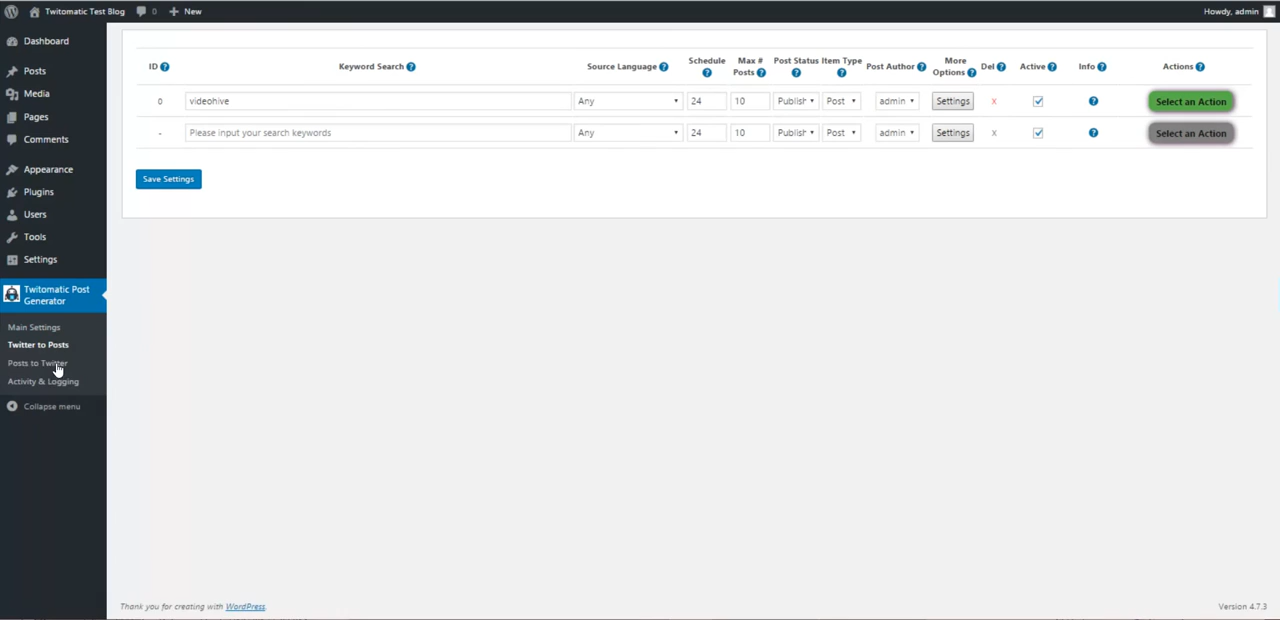 Twitomatic Test Blog 0 New Howdy, admin
Dashboard
Posts
Media
Pages
Comments
Appearance
Plugins
Users
Tools
Settings
Twitomatic Post
Generator
Main Settings
Twitter to Posts
Posts to Twitter
Activity & Logging
Collapse menu
ID Keyword Search Source Language Schedule Max # Posts Post Status Item Type Post Author More Options Del Active Info Actions
0 videohive Any 24 10 Publish Post admin Settings X Select an Action
- Please input your search keywords Any 24 10 Publish Post admin Settings X Select an Action
Save Settings
Thank you for creating with WordPress. Version 4.7.3